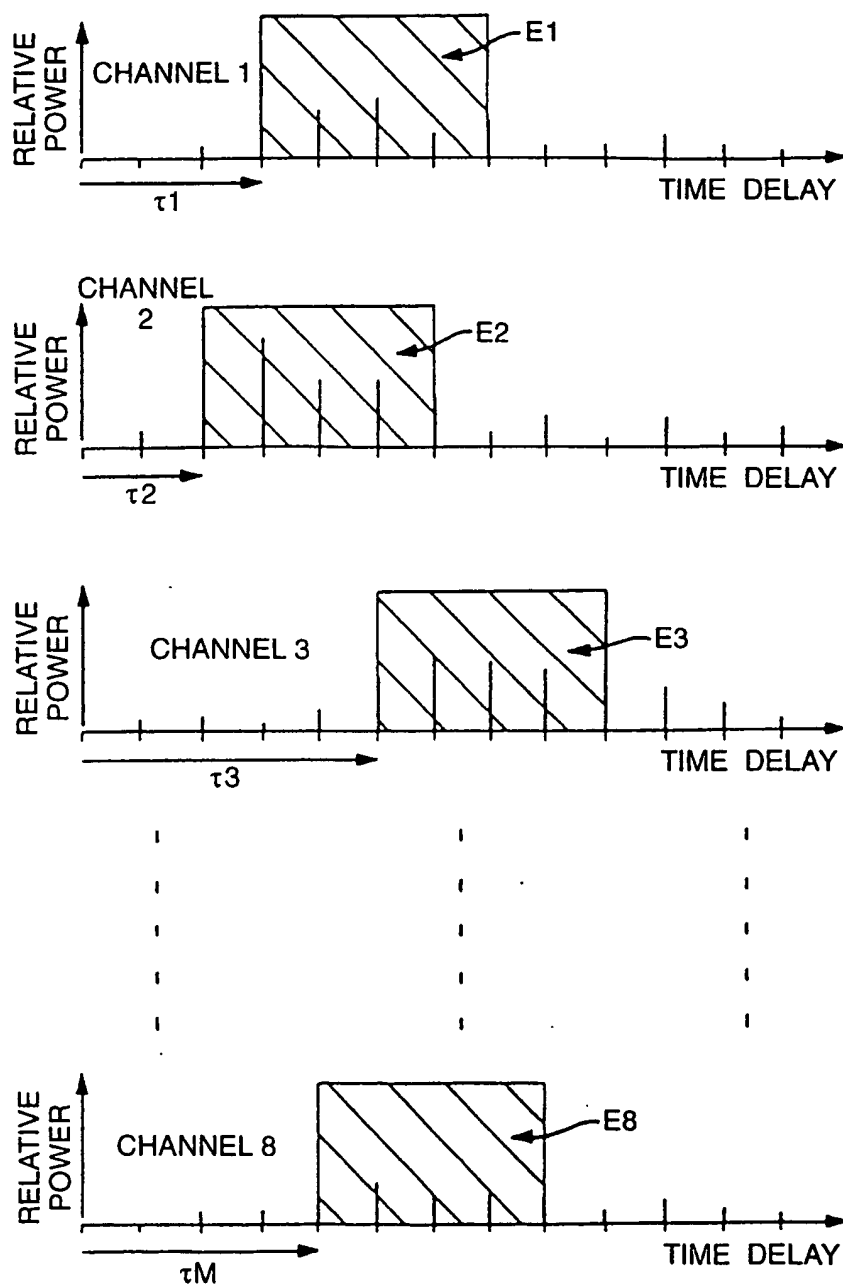 RELATIVE
POWER
CHANNEL 1
E1
τ1
TIME DELAY
CHANNEL
2
RELATIVE
POWER
E2
τ2
TIME DELAY
RELATIVE
POWER
CHANNEL 3
E3
τ3
TIME DELAY
RELATIVE
POWER
CHANNEL 8
E8
τM
TIME DELAY